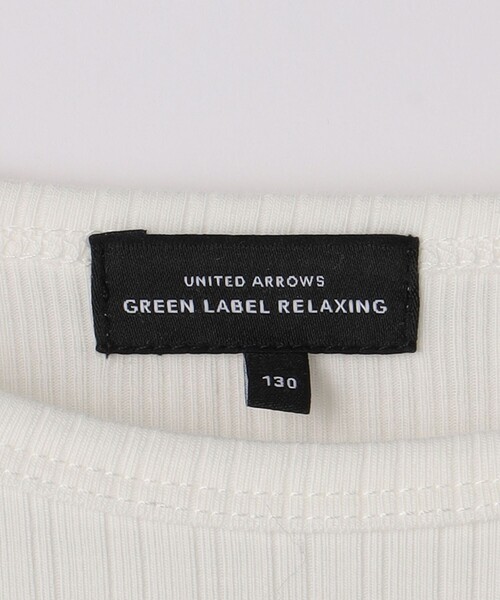 UNITED ARROWS
GREEN LABEL RELAXING
130